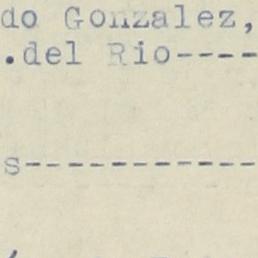 do Gonzalez,
.del Rio----
s-----------